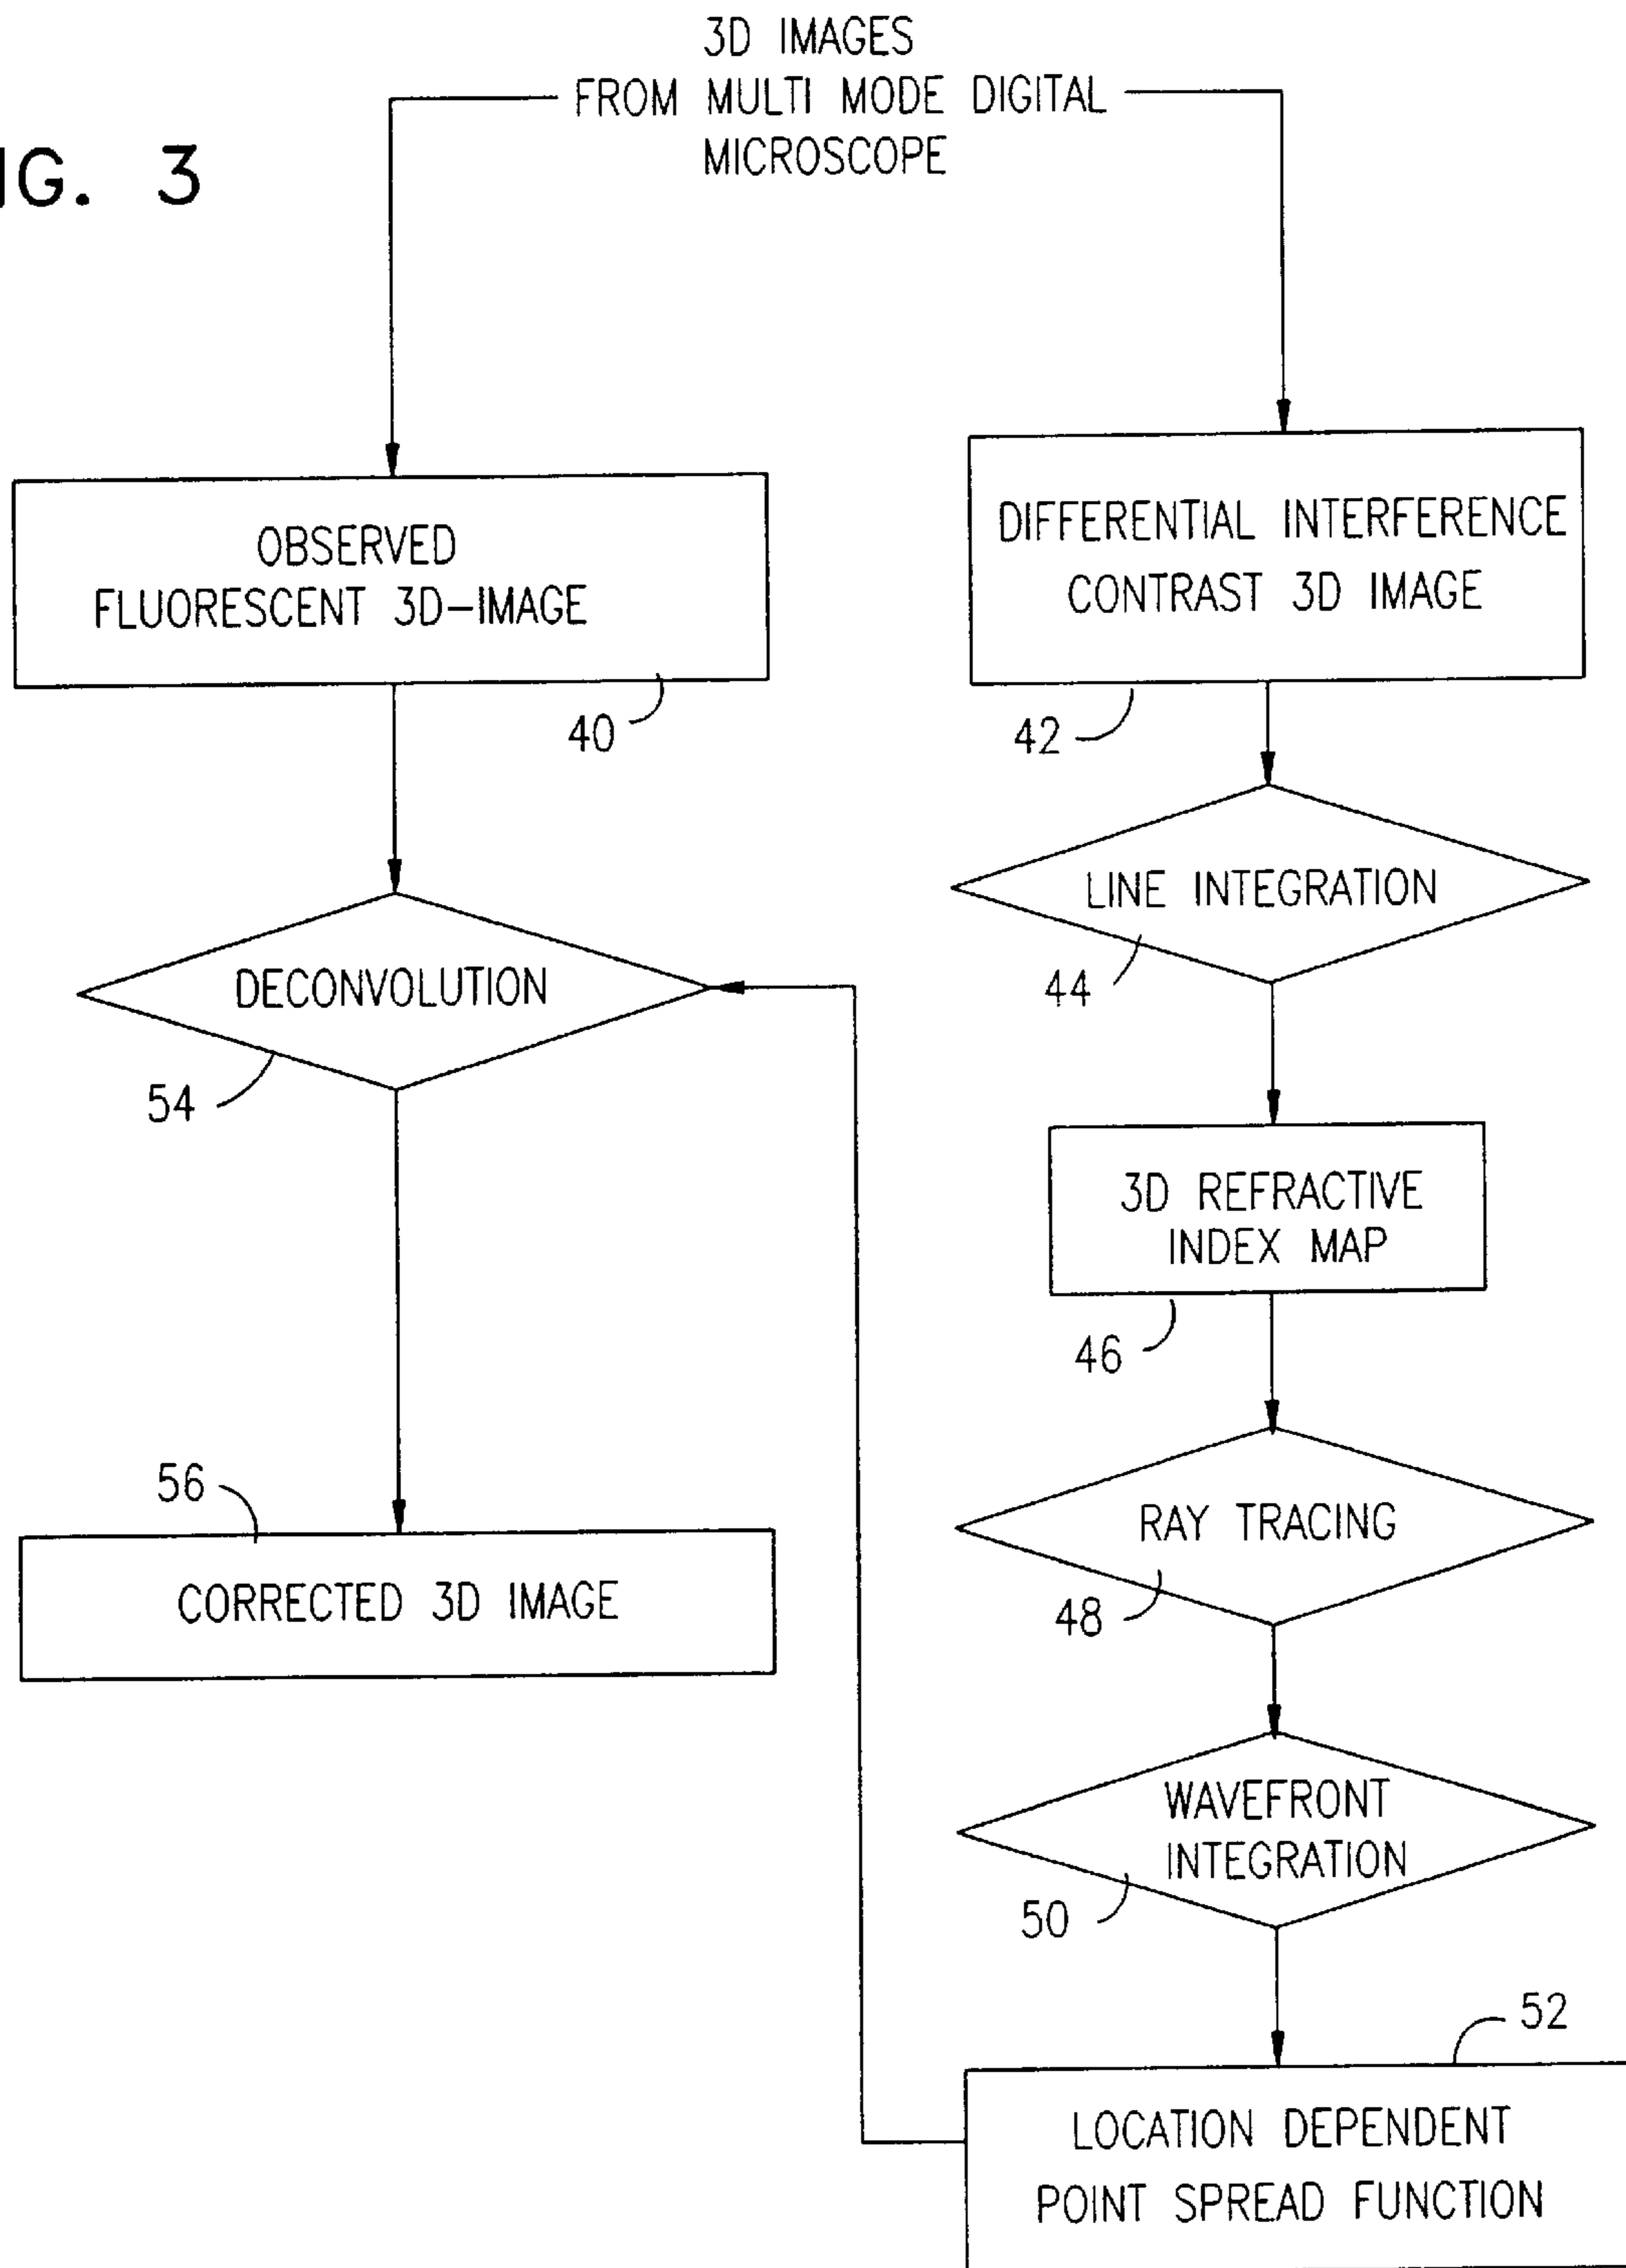 3D IMAGES
FROM MULTI MODE DIGITAL
MICROSCOPE
IG. 3
OBSERVED
FLUORESCENT 3D-IMAGE
40
DIFFERENTIAL INTERFERENCE
CONTRAST 3D IMAGE
42
LINE INTEGRATION
44
DECONVOLUTION
54
3D REFRACTIVE
INDEX MAP
46
56
CORRECTED 3D IMAGE
RAY TRACING
48
WAVEFRONT
INTEGRATION
50
52
LOCATION DEPENDENT
POINT SPREAD FUNCTION